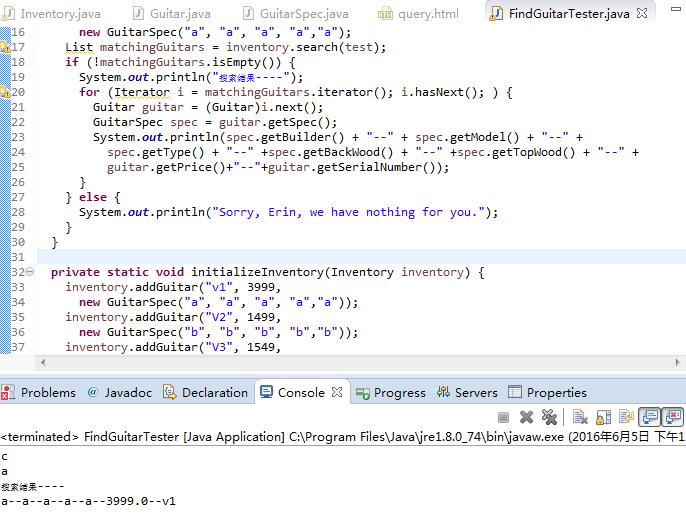 Inventory.java Guitar.java GuitarSpec.java query.html FindGuitarTester.java
16 new GuitarSpec("a", "a", "a", "a","a");
17 List matchingGuitars = inventory.search(test);
18 if (!matchingGuitars.isEmpty()) {
19 System.out.println("搜索结果----");
20 for (Iterator i = matchingGuitars.iterator(); i.hasNext(); ) {
21 Guitar guitar = (Guitar)i.next();
22 GuitarSpec spec = guitar.getSpec();
23 System.out.println(spec.getBuilder() + "--" + spec.getModel() + "--" +
24 spec.getType() + "--" +spec.getBackWood() + "--" +spec.getTopWood() + "--" +
25 guitar.getPrice()+"--"+guitar.getSerialNumber());
26 }
27 } else {
28 System.out.println("Sorry, Erin, we have nothing for you.");
29 }
30 }
31
32 private static void initializeInventory(Inventory inventory) {
33 inventory.addGuitar("v1", 3999,
34 new GuitarSpec("a", "a", "a", "a","a"));
35 inventory.addGuitar("V2", 1499,
36 new GuitarSpec("b", "b", "b", "b","b"));
37 inventory.addGuitar("V3", 1549,
Problems @ Javadoc Declaration Console Progress Servers Properties
<terminated> FindGuitarTester [Java Application] C:\Program Files\Java\jre1.8.0_74\bin\javaw.exe (2016年6月5日 下午1
c
a
搜索结果----
a--a--a--a--a--3999.0--v1